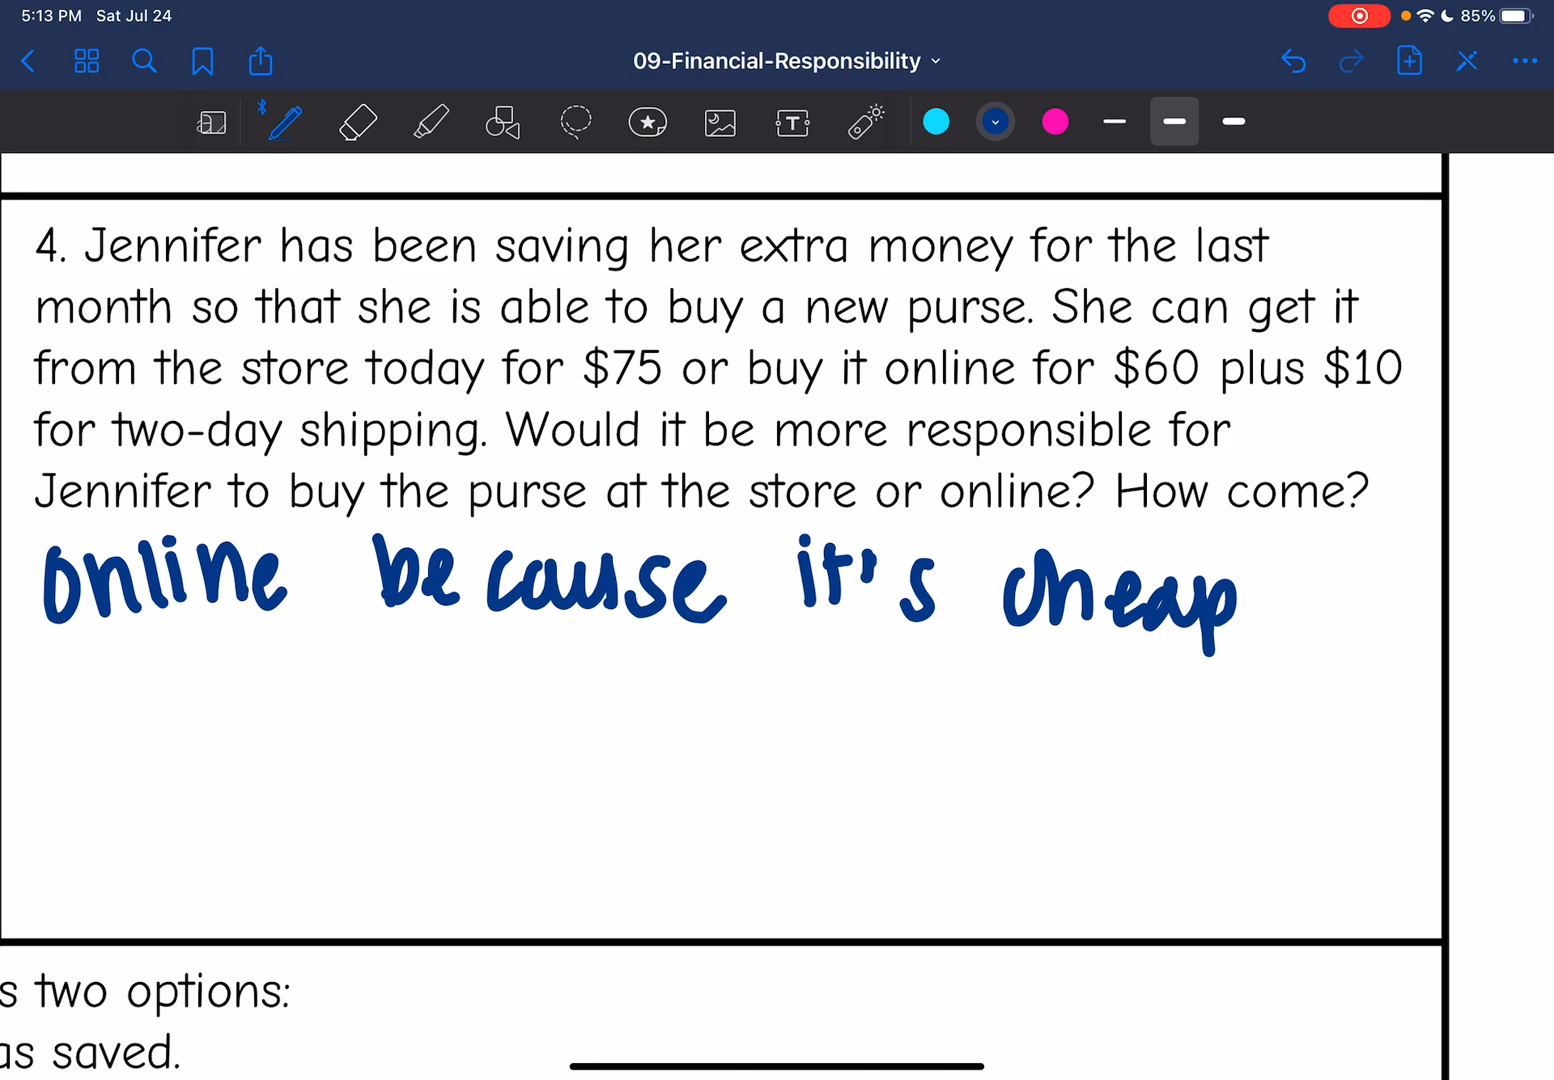 5:13 PM Sat Jul 24
85%
09-Financial-Responsibility
T
4. Jennifer has been saving her extra money for the last
month so that she is able to buy a new purse. She can get it
from the store today for $75 or buy it online for $60 plus $10
for two-day shipping. Would it be more responsible for
Jennifer to buy the purse at the store or online? How come?
online because it's cheap
s two options:
as saved.